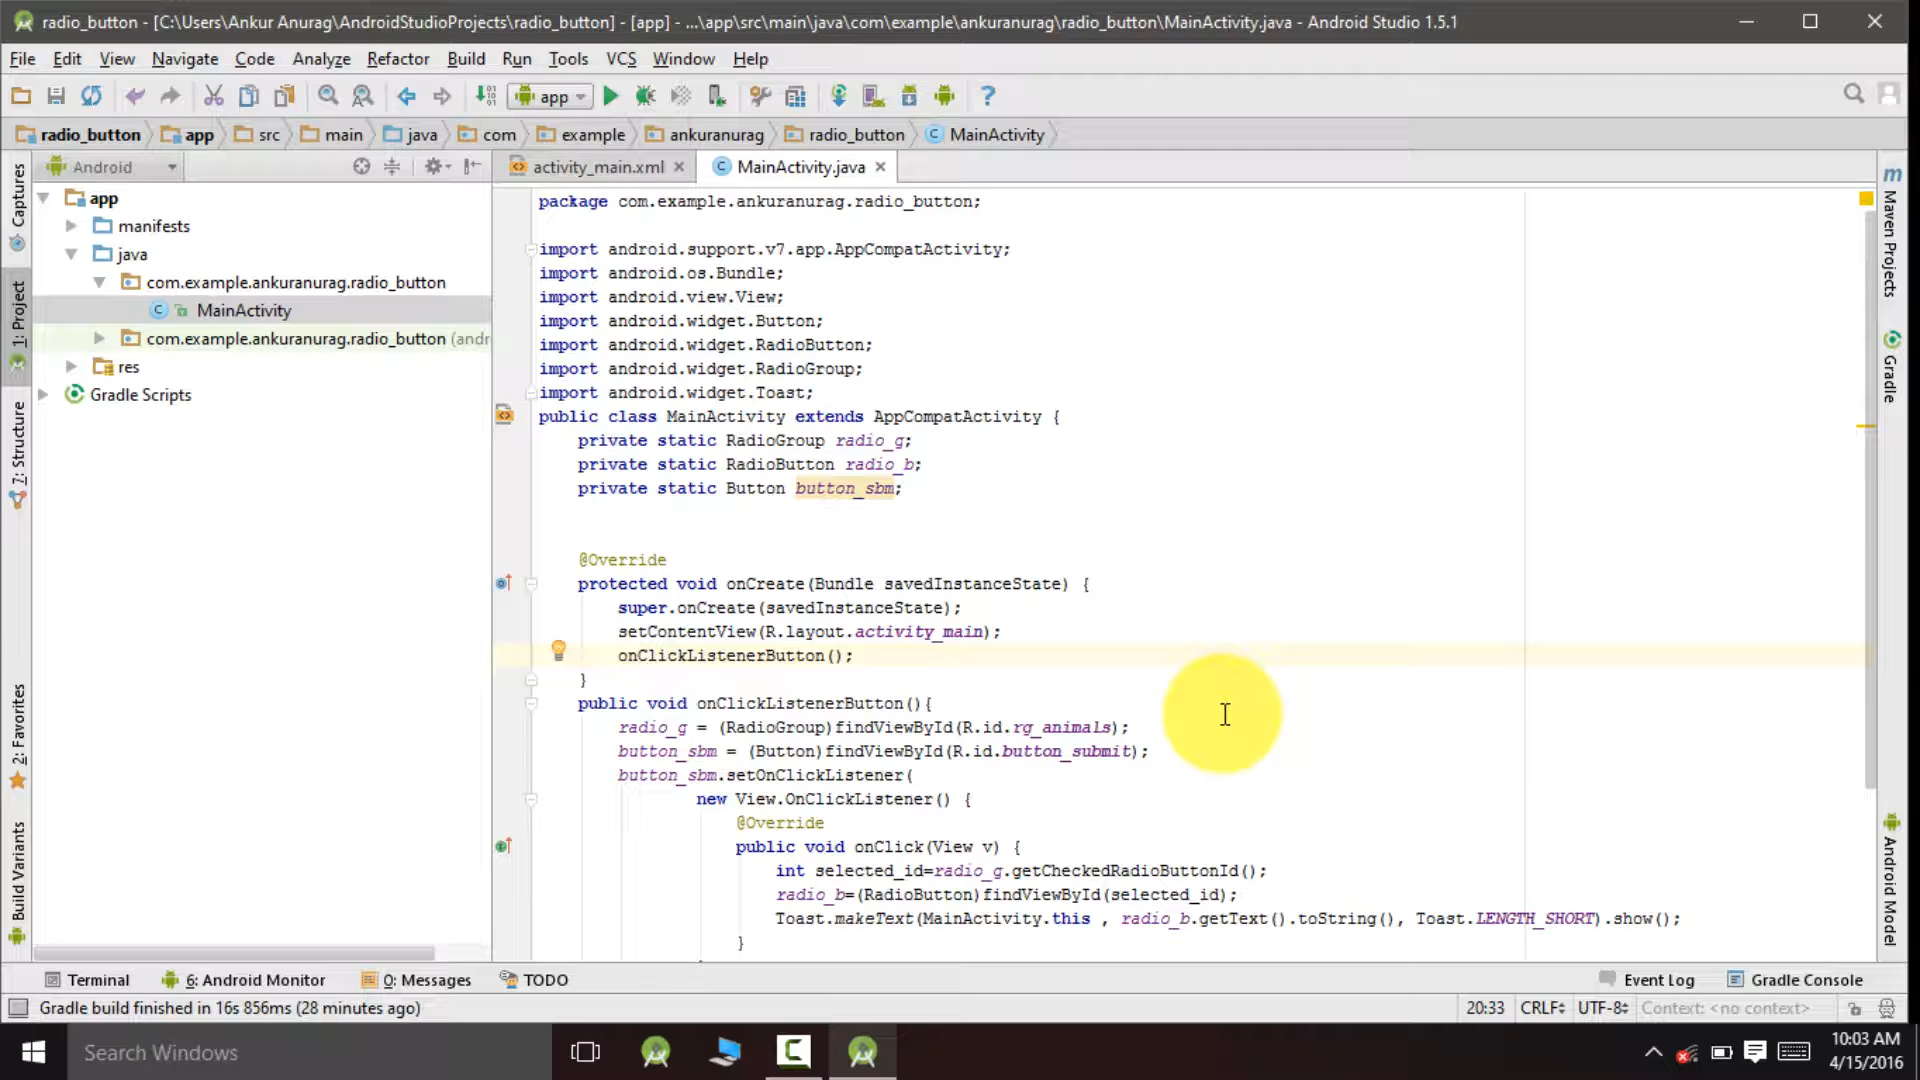 radio_button - [C:\Users\Ankur Anurag\AndroidStudioProjects\radio_button] - [app] - ...\app\src\main\java\com\example\ankuranurag\radio_button\MainActivity.java - Android Studio 1.5.1
File Edit View Navigate Code Analyze Refactor Build Run Tools VCS Window Help
app
radio_button app src main java com example ankuranurag radio_button MainActivity
Android
activity_main.xml MainActivity.java
Captures
1: Project
7: Structure
2: Favorites
Build Variants
app
manifests
java
com.example.ankuranurag.radio_button
MainActivity
com.example.ankuranurag.radio_button (andr
res
Gradle Scripts
package com.example.ankuranurag.radio_button;
import android.support.v7.app.AppCompatActivity;
import android.os.Bundle;
import android.view.View;
import android.widget.Button;
import android.widget.RadioButton;
import android.widget.RadioGroup;
import android.widget.Toast;
public class MainActivity extends AppCompatActivity {
private static RadioGroup radio_g;
private static RadioButton radio_b;
private static Button button_sbm;
@Override
protected void onCreate(Bundle savedInstanceState) {
super.onCreate(savedInstanceState);
setContentView(R.layout.activity_main);
onClickListenerButton();
}
public void onClickListenerButton(){
radio_g = (RadioGroup)findViewById(R.id.rg_animals);
button_sbm = (Button)findViewById(R.id.button_submit);
button_sbm.setOnClickListener(
new View.OnClickListener() {
@Override
public void onClick(View v) {
int selected_id=radio_g.getCheckedRadioButtonId();
radio_b=(RadioButton)findViewById(selected_id);
Toast.makeText(MainActivity.this , radio_b.getText().toString(), Toast.LENGTH_SHORT).show();
}
m
Maven Projects
Gradle
Android Model
Terminal 6: Android Monitor 0: Messages TODO Event Log Gradle Console
Gradle build finished in 16s 856ms (28 minutes ago) 20:33 CRLF UTF-8 Context: <no context>
Search Windows
10:03 AM
4/15/2016